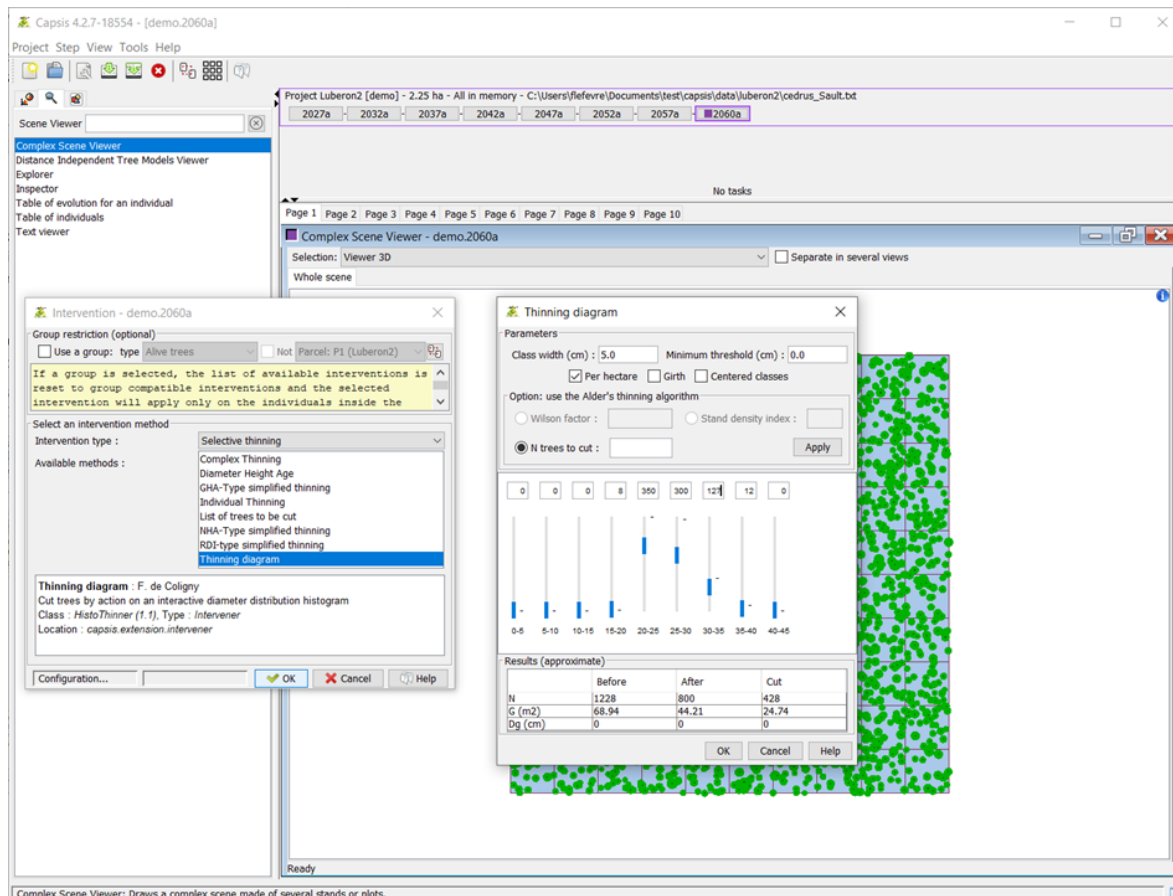 Capsis 4.2.7-18554 - [demo.2060a]
Project Step View Tools Help
Project Luberon2 [demo] - 2.25 ha - All in memory - C:\Users\flefevre\Documents\test\capsis\data\luberon2\cedrus_Sault.txt
2027a - 2032a - 2037a - 2042a - 2047a - 2052a - 2057a - 2060a
No tasks
Scene Viewer
Complex Scene Viewer
Distance Independent Tree Models Viewer
Explorer
Inspector
Table of evolution for an individual
Table of individuals
Text viewer
Page 1 Page 2 Page 3 Page 4 Page 5 Page 6 Page 7 Page 8 Page 9 Page 10
Complex Scene Viewer - demo.2060a
Selection: Viewer 3D Separate in several views
Whole scene
Intervention - demo.2060a
Group restriction (optional)
Use a group: type Alive trees Not Parcel: P1 (Luberon2)
If a group is selected, the list of available interventions is
reset to group compatible interventions and the selected
intervention will apply only on the individuals inside the
Select an intervention method
Intervention type : Selective thinning
Available methods :
Complex Thinning
Diameter Height Age
GHA-Type simplified thinning
Individual Thinning
List of trees to be cut
NHA-Type simplified thinning
RDI-type simplified thinning
Thinning diagram
Thinning diagram : F. de Coligny
Cut trees by action on an interactive diameter distribution histogram
Class : HistoThinner (1.1), Type : Intervener
Location : capsis.extension.intervener
Configuration... OK Cancel Help
Thinning diagram
Parameters
Class width (cm) : 5.0 Minimum threshold (cm) : 0.0
Per hectare Girth Centered classes
Option: use the Alder's thinning algorithm
Wilson factor : Stand density index :
N trees to cut : Apply
0 0 0 8 350 300 127 12 0
0-5 5-10 10-15 15-20 20-25 25-30 30-35 35-40 40-45
Results (approximate)
Before After Cut
N 1228 800 428
G (m2) 68.94 44.21 24.74
Dg (cm) 0 0 0
OK Cancel Help
Ready
Complex Scene Viewer: Draws a complex scene made of several stands or plots.